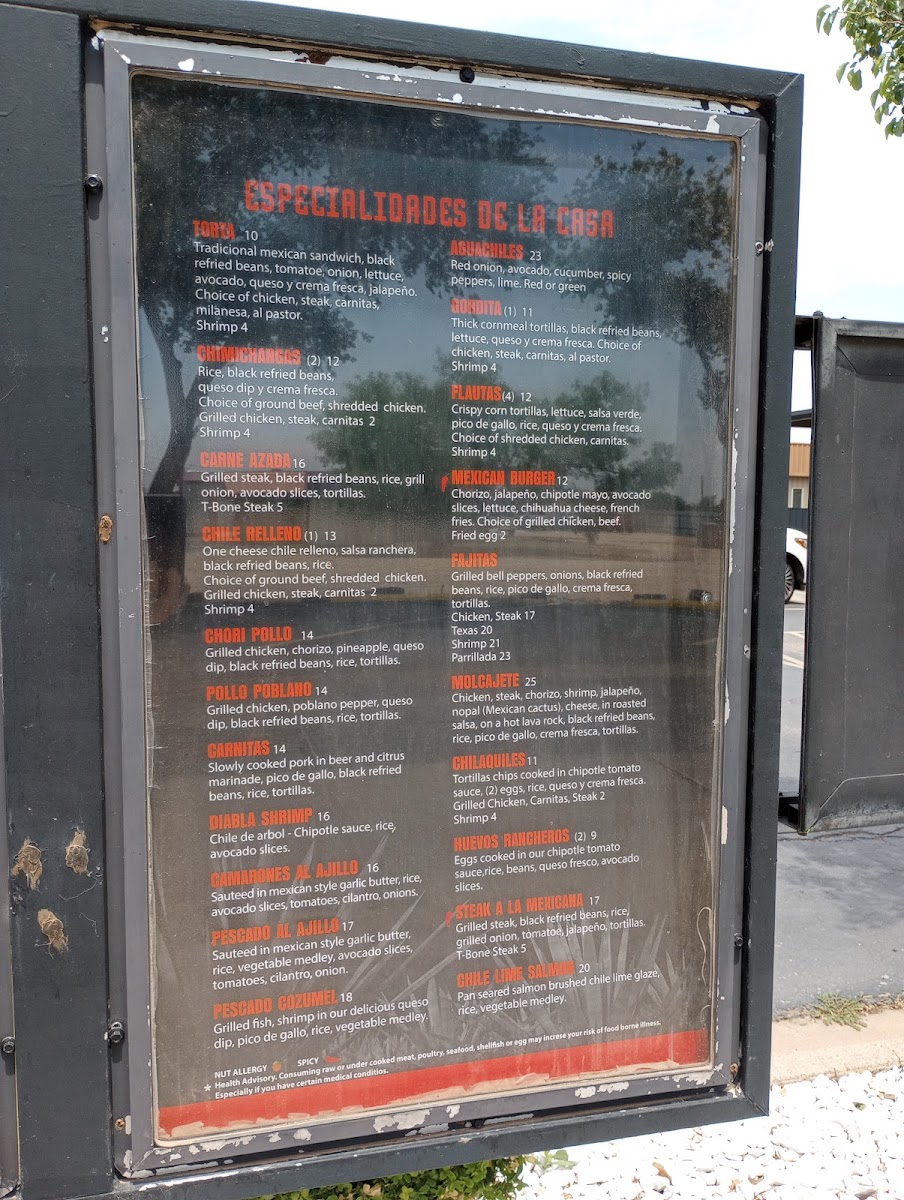 ESPECIALIDADES DE LA CASA
TORTA 10
Tradicional mexican sandwich, black
refried beans, tomatoe, onion, lettuce,
avocado, queso y crema fresca, jalapeño.
Choice of chicken, steak, carnitas,
milanesa, al pastor.
Shrimp 4
CHIMICHANGAS (2) 12
Rice, black refried beans,
queso dip y crema fresca.
Choice of ground beef, shredded chicken.
Grilled chicken, steak, carnitas 2
Shrimp 4
CARNE AZADA 16
Grilled steak, black refried beans, rice, grill
onion, avocado slices, tortillas.
T-Bone Steak 5
CHILE RELLENO (1) 13
One cheese chile relleno, salsa ranchera,
black refried beans, rice.
Choice of ground beef, shredded chicken.
Grilled chicken, steak, carnitas 2
Shrimp 4
CHORI POLLO 14
Grilled chicken, chorizo, pineapple, queso
dip, black refried beans, rice, tortillas.
POLLO POBLANO 14
Grilled chicken, poblano pepper, queso
dip, black refried beans, rice, tortillas.
CARNITAS 14
Slowly cooked pork in beer and citrus
marinade, pico de gallo, black refried
beans, rice, tortillas.
DIABLA SHRIMP 16
Chile de arbol - Chipotle sauce, rice,
avocado slices.
CAMARONES AL AJILLO 16
Sauteed in mexican style garlic butter, rice,
avocado slices, tomatoes, cilantro, onions.
PESCADO AL AJILLO 17
Sauteed in mexican style garlic butter,
rice, vegetable medley, avocado slices,
tomatoes, cilantro, onion.
PESCADO COZUMEL 18
Grilled fish, shrimp in our delicious queso
dip, pico de gallo, rice, vegetable medley.
AGUACHILES 23
Red onion, avocado, cucumber, spicy
peppers, lime. Red or green
GORDITA (1) 11
Thick cornmeal tortillas, black refried beans,
lettuce, queso y crema fresca. Choice of
chicken, steak, carnitas, al pastor.
Shrimp 4
FLAUTAS (4) 12
Crispy corn tortillas, lettuce, salsa verde,
pico de gallo, rice, queso y crema fresca.
Choice of shredded chicken, carnitas.
Shrimp 4
MEXICAN BURGER 12
Chorizo, jalapeño, chipotle mayo, avocado
slices, lettuce, chihuahua cheese, french
fries. Choice of grilled chicken, beef.
Fried egg 2
FAJITAS
Grilled bell peppers, onions, black refried
beans, rice, pico de gallo, crema fresca,
tortillas.
Chicken, Steak 17
Texas 20
Shrimp 21
Parrillada 23
MOLCAJETE 25
Chicken, steak, chorizo, shrimp, jalapeño,
nopal (Mexican cactus), cheese, in roasted
salsa, on a hot lava rock, black refried beans,
rice, pico de gallo, crema fresca, tortillas.
CHILAQUILES 11
Tortillas chips cooked in chipotle tomato
sauce, (2) eggs, rice, queso y crema fresca.
Grilled Chicken, Carnitas, Steak 2
Shrimp 4
HUEVOS RANCHEROS (2) 9
Eggs cooked in our chipotle tomato
sauce,rice, beans, queso fresco, avocado
slices.
STEAK A LA MEXICANA 17
Grilled steak, black refried beans, rice,
grilled onion, tomatoe, jalapeño, tortillas.
T-Bone Steak 5
CHILE LIME SALMON 20
Pan seared salmon brushed chile lime glaze,
rice, vegetable medley.
NUT ALLERGY SPICY
* Health Advisory. Consuming raw or under cooked meat, poultry, seafood, shellfish or egg may increse your risk of food borne illness.
Especially if you have certain medical conditios.